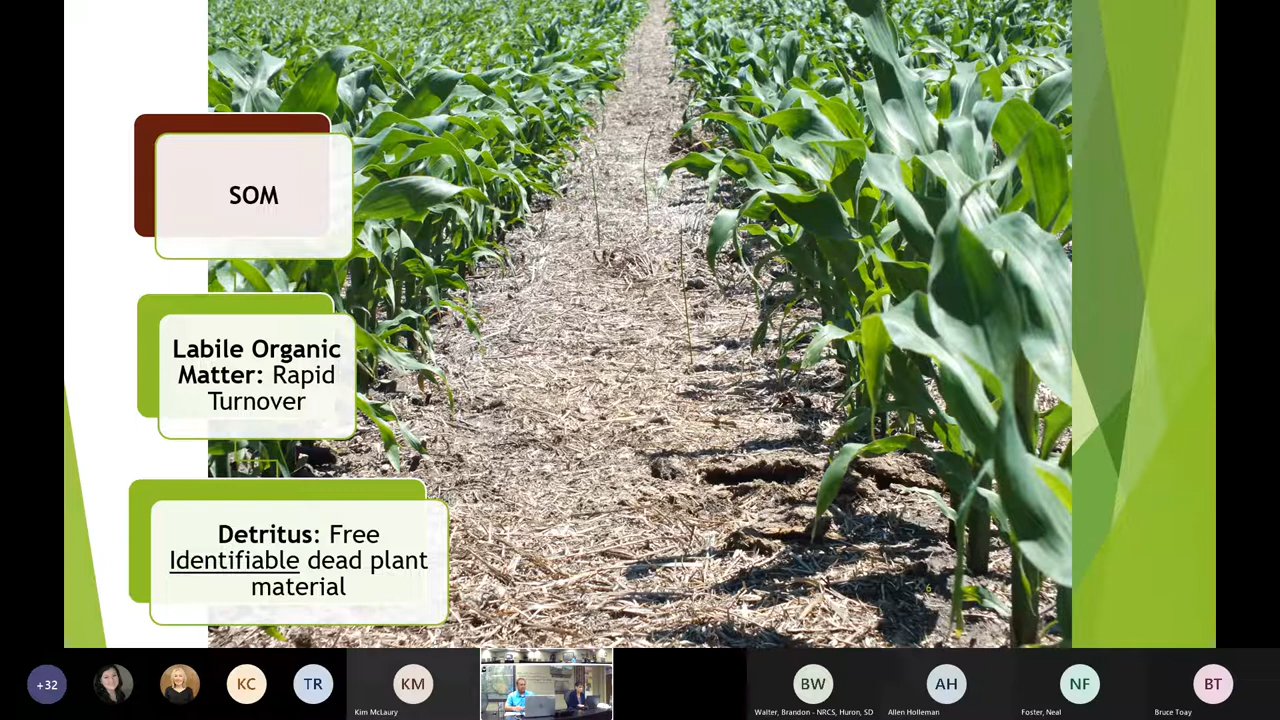 SOM
Labile Organic
Matter: Rapid
Turnover
Detritus: Free
Identifiable dead plant
material
6
+32
KC
TR
KM
BW
AH
NF
BT
Kim McLaury
Walter, Brandon - NRCS, Huron, SD
Allen Holleman
Foster, Neal
Bruce Toay